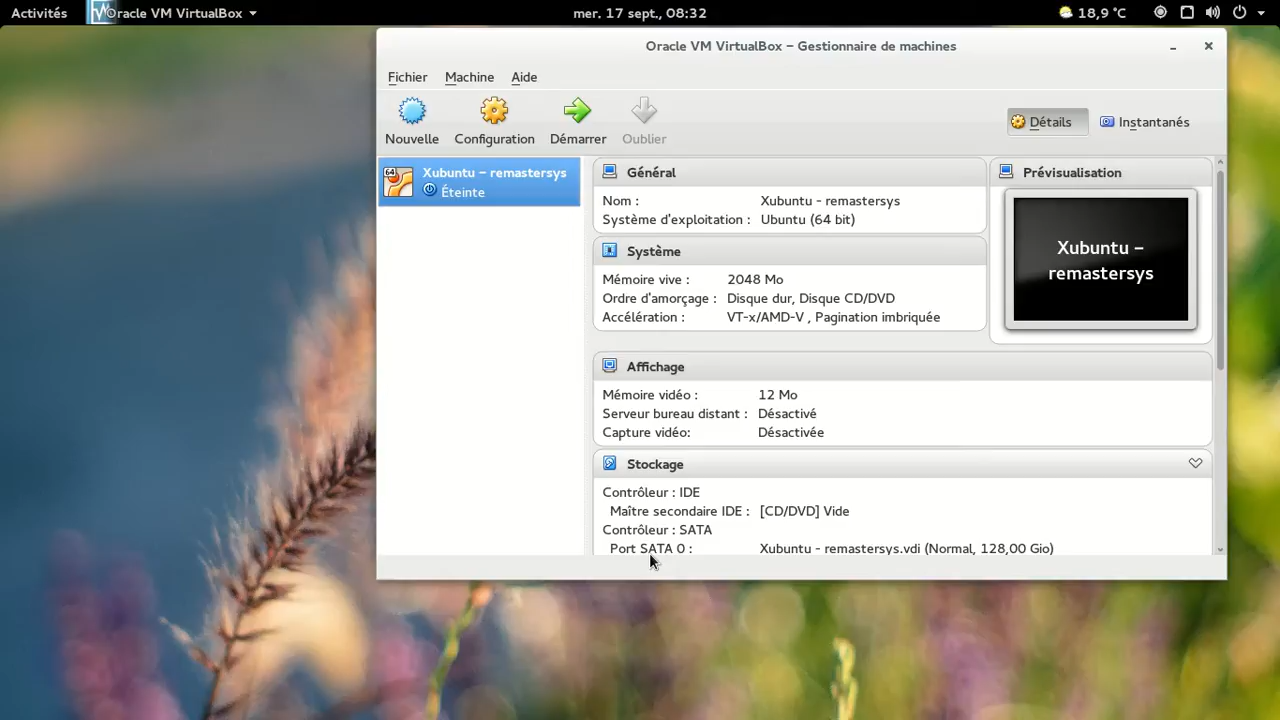 Activités
Oracle VM VirtualBox
mer. 17 sept., 08:32
18,9 °C
Oracle VM VirtualBox – Gestionnaire de machines
Fichier Machine Aide
Nouvelle Configuration Démarrer Oublier
Détails Instantanés
64
Xubuntu – remastersys
Éteinte
Général
Nom : Xubuntu - remastersys
Système d'exploitation : Ubuntu (64 bit)
Système
Mémoire vive : 2048 Mo
Ordre d'amorçage : Disque dur, Disque CD/DVD
Accélération : VT-x/AMD-V , Pagination imbriquée
Prévisualisation
Xubuntu –
remastersys
Affichage
Mémoire vidéo : 12 Mo
Serveur bureau distant : Désactivé
Capture vidéo: Désactivée
Stockage
Contrôleur : IDE
Maître secondaire IDE : [CD/DVD] Vide
Contrôleur : SATA
Port SATA 0 : Xubuntu - remastersys.vdi (Normal, 128,00 Gio)